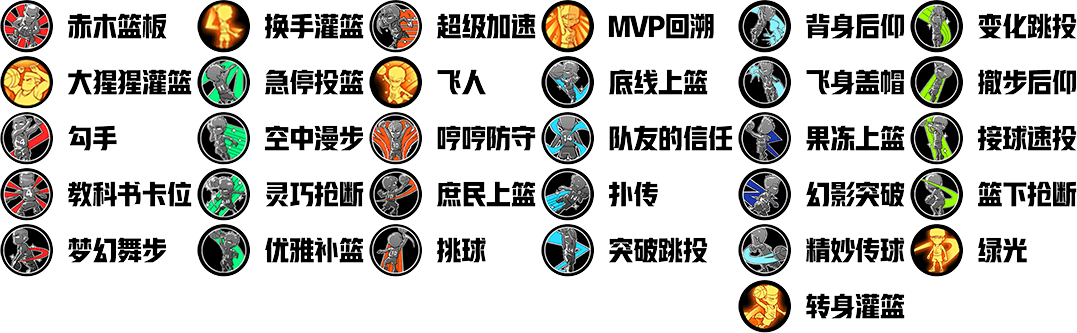 赤木篮板 换手灌篮 超级加速 MVP回溯 背身后仰 变化跳投
大猩猩灌篮 急停投篮 飞人 底线上篮 飞身盖帽 撤步后仰
勾手 空中漫步 哼哼防守 队友的信任 果冻上篮 接球速投
教科书卡位 灵巧抢断 庶民上篮 扑传 幻影突破 篮下抢断
梦幻舞步 优雅补篮 挑球 突破跳投 精妙传球 绿光
转身灌篮